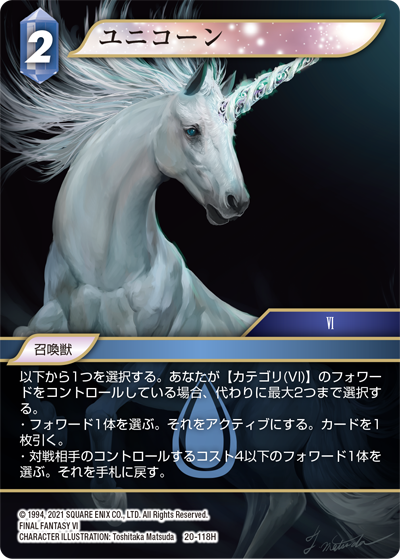 2
ユニコーン
VI
召喚獣
以下から1つを選択する。あなたが【カテゴリ(VI)】のフォワー
ドをコントロールしている場合、代わりに最大2つまで選択す
る。
・フォワード1体を選ぶ。それをアクティブにする。カードを1
枚引く。
・対戦相手のコントロールするコスト4以下のフォワード1体
を選ぶ。それを手札に戻す。
© 1994, 2021 SQUARE ENIX CO., LTD. All Rights Reserved.
FINAL FANTASY VI
CHARACTER ILLUSTRATION: Toshitaka Matsuda 20-118H
T. Matsuda